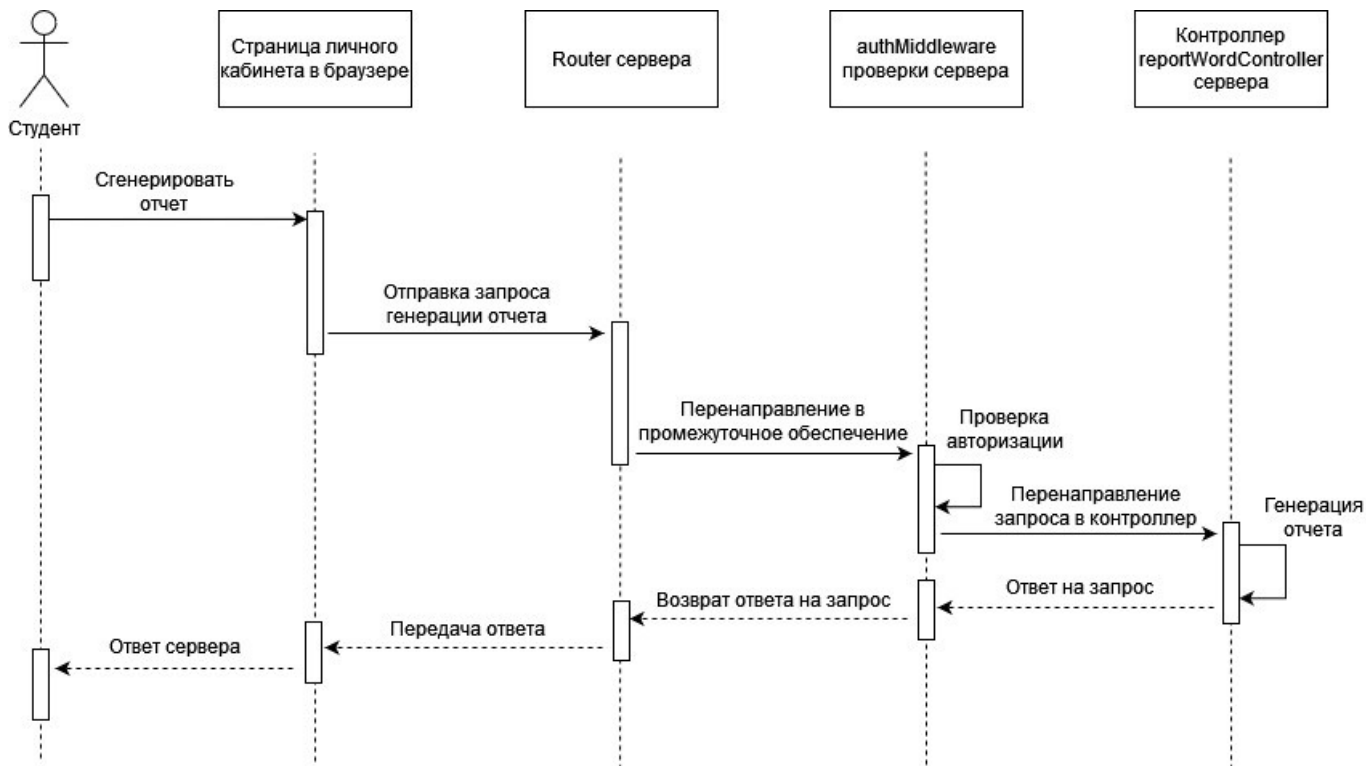 Страница личного
кабинета в браузере
Router сервера
authMiddleware
проверки сервера
Контроллер
reportWordController
сервера
Студент
Сгенерировать
отчет
Отправка запроса
генерации отчета
Перенаправление в
промежуточное обеспечение
Проверка
авторизации
Перенаправление
запроса в контроллер
Генерация
отчета
Ответ на запрос
Возврат ответа на запрос
Передача ответа
Ответ сервера